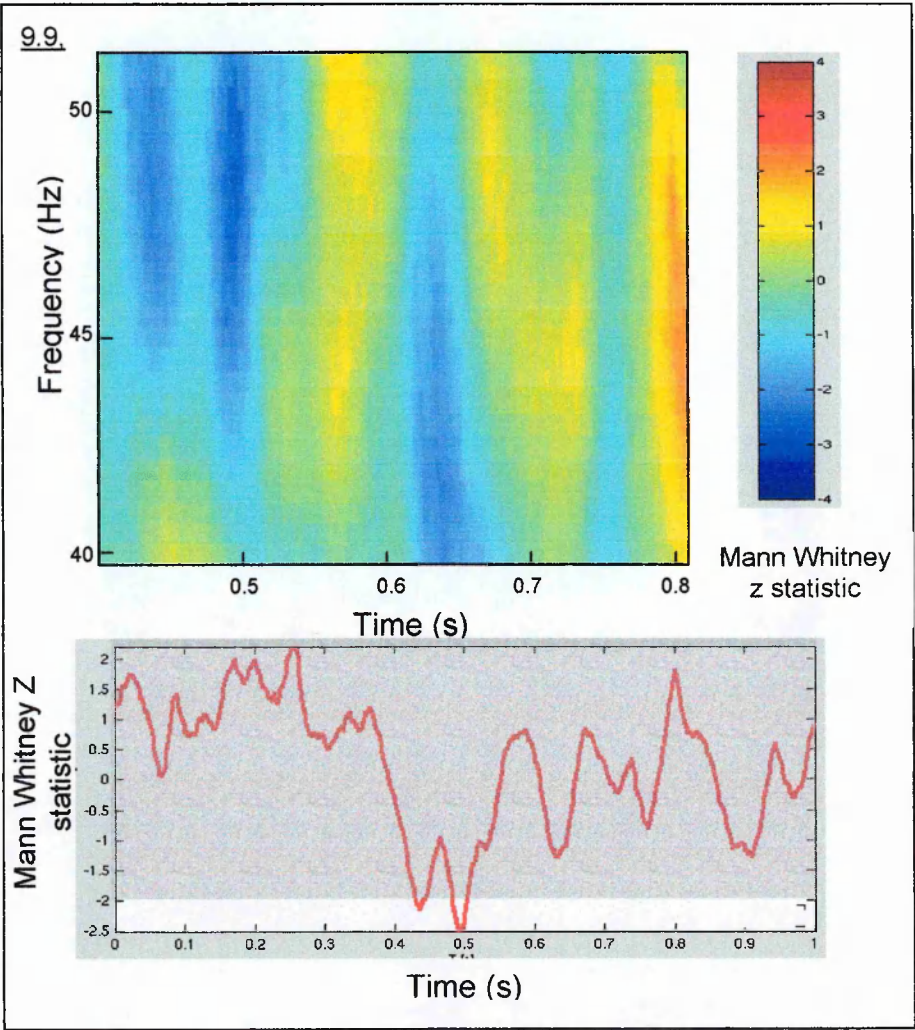 9.9.
50
45
40
Frequency (Hz)
0.5 0.6 0.7 0.8
Time (s)
4
3
2
1
0
-1
-2
-3
-4
Mann Whitney
z statistic
Mann Whitney Z
statistic
2
1.5
1
0.5
0
-0.5
-1
-1.5
-2
-2.5
0 0.1 0.2 0.3 0.4 0.5 0.6 0.7 0.8 0.9 1
Time (s)